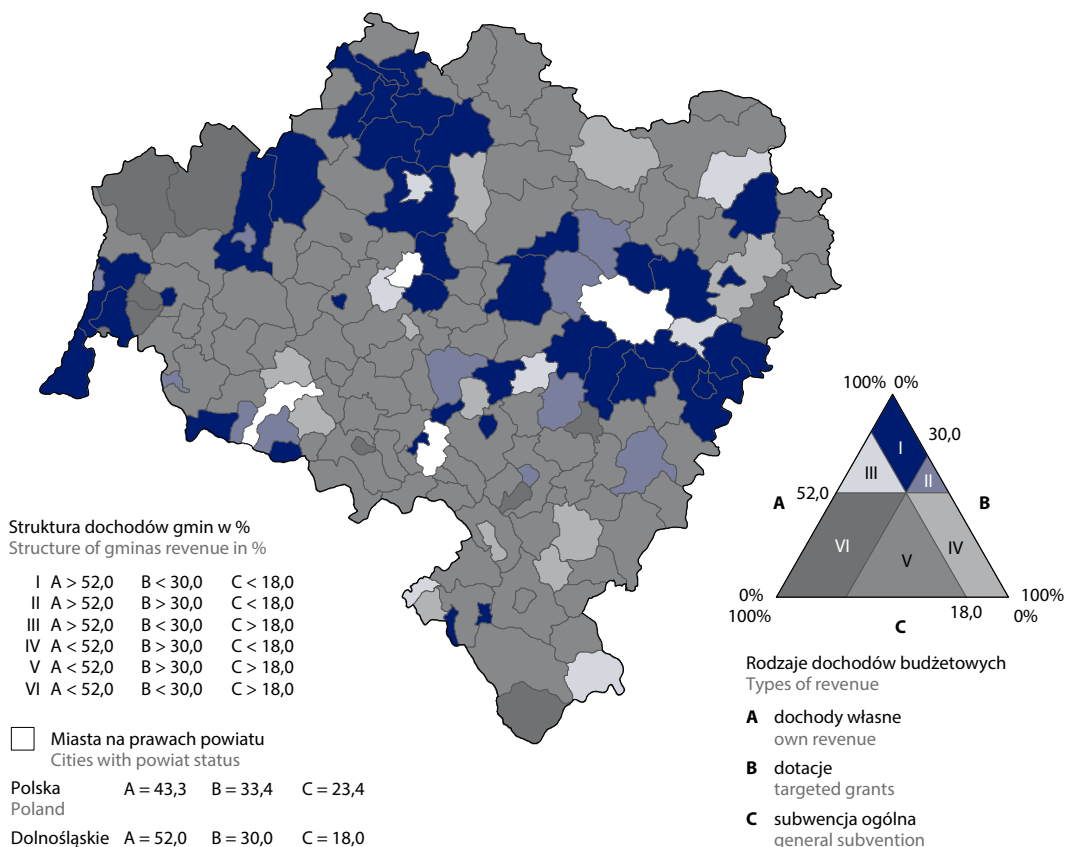 Struktura dochodów gmin w %
Structure of gminas revenue in %
I A > 52,0 B < 30,0 C < 18,0
II A > 52,0 B > 30,0 C < 18,0
III A > 52,0 B < 30,0 C > 18,0
IV A < 52,0 B > 30,0 C < 18,0
V A < 52,0 B > 30,0 C > 18,0
VI A < 52,0 B < 30,0 C > 18,0
Miasta na prawach powiatu
Cities with powiat status
Polska A = 43,3 B = 33,4 C = 23,4
Poland
Dolnośląskie A = 52,0 B = 30,0 C = 18,0
100% 0%
I
30,0
III
II
52,0
A
B
VI
V
IV
0%
100%
100%
0%
18,0
C
Rodzaje dochodów budżetowych
Types of revenue
A dochody własne
own revenue
B dotacje
targeted grants
C subwencja ogólna
general subvention